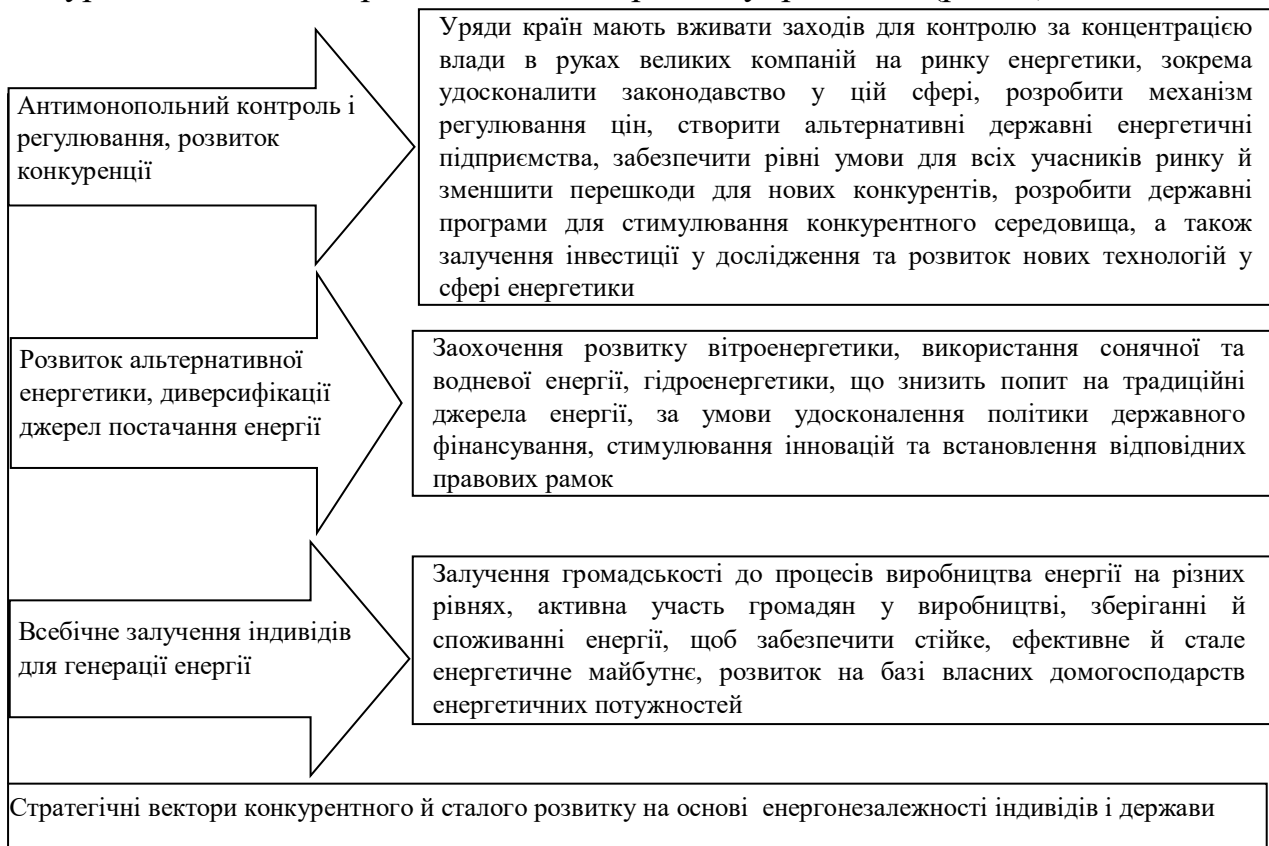 Антимонопольний контроль і
регулювання, розвиток
конкуренції
Уряди країн мають вживати заходів для контролю за концентрацією
влади в руках великих компаній на ринку енергетики, зокрема
удосконалити законодавство у цій сфері, розробити механізм
регулювання цін, створити альтернативні державні енергетичні
підприємства, забезпечити рівні умови для всіх учасників ринку й
зменшити перешкоди для нових конкурентів, розробити державні
програми для стимулювання конкурентного середовища, а також
залучення інвестиції у дослідження та розвиток нових технологій у
сфері енергетики
Розвиток альтернативної
енергетики, диверсифікації
джерел постачання енергії
Заохочення розвитку вітроенергетики, використання сонячної та
водневої енергії, гідроенергетики, що знизить попит на традиційні
джерела енергії, за умови удосконалення політики державного
фінансування, стимулювання інновацій та встановлення відповідних
правових рамок
Всебічне залучення індивідів
для генерації енергії
Залучення громадськості до процесів виробництва енергії на різних
рівнях, активна участь громадян у виробництві, зберіганні й
споживанні енергії, щоб забезпечити стійке, ефективне й стале
енергетичне майбутнє, розвиток на базі власних домогосподарств
енергетичних потужностей
Стратегічні вектори конкурентного й сталого розвитку на основі енергонезалежності індивідів і держави